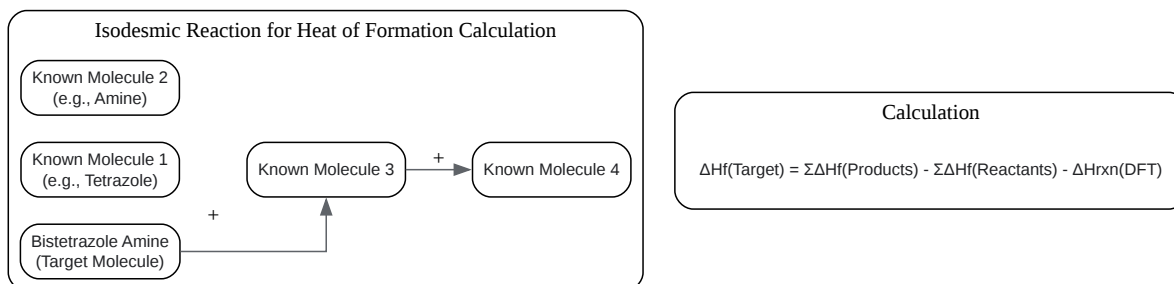 Isodesmic Reaction for Heat of Formation Calculation
Known Molecule 2
(e.g., Amine)
Known Molecule 1
(e.g., Tetrazole)
Known Molecule 3
+
Known Molecule 4
+
Bistetrazole Amine
(Target Molecule)
Calculation
ΔHf(Target) = ΣΔHf(Products) - ΣΔHf(Reactants) - ΔHrxn(DFT)